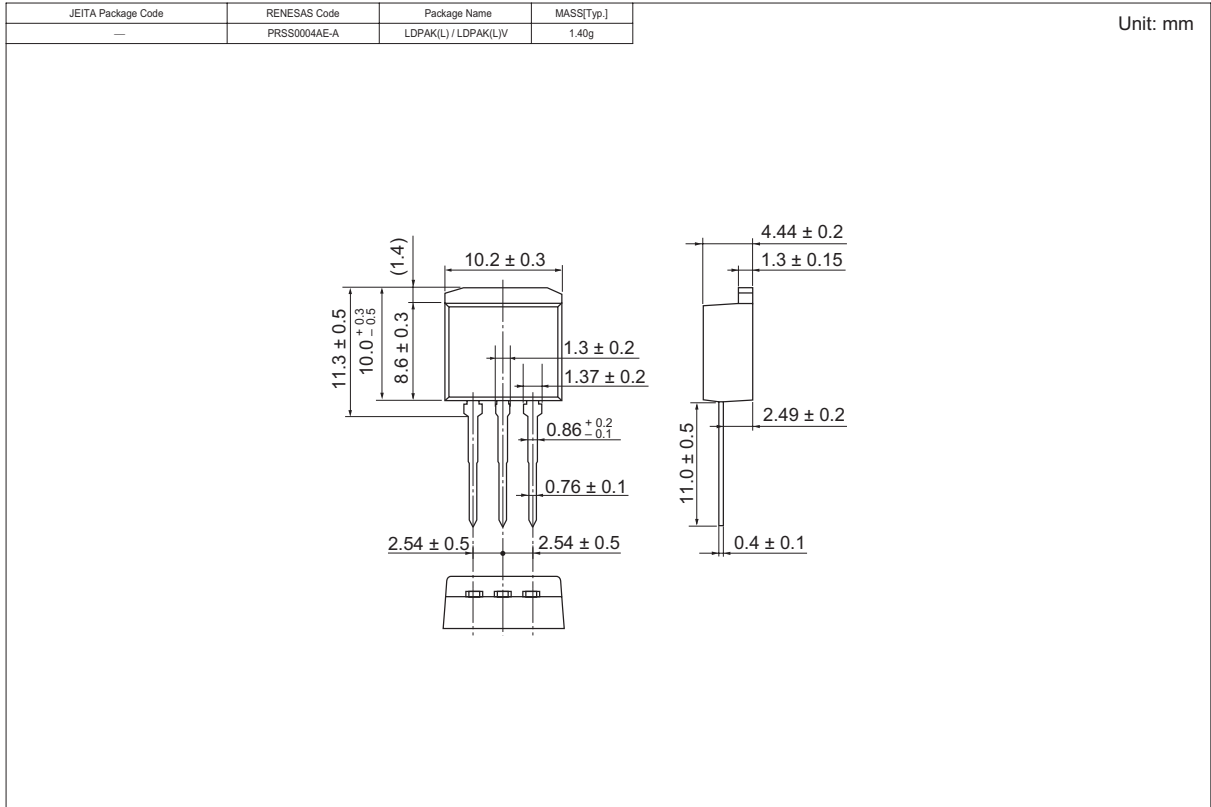 JEITA Package Code RENESAS Code Package Name MASS[Typ.]
— PRSS0004AE-A LDPAK(L) / LDPAK(L)V 1.40g
Unit: mm
4.44 ± 0.2
(1.4)
10.2 ± 0.3
1.3 ± 0.15
11.3 ± 0.5
10.0 + 0.3 – 0.5
8.6 ± 0.3
1.3 ± 0.2
1.37 ± 0.2
2.49 ± 0.2
0.86 + 0.2 – 0.1
11.0 ± 0.5
0.76 ± 0.1
2.54 ± 0.5 2.54 ± 0.5
0.4 ± 0.1